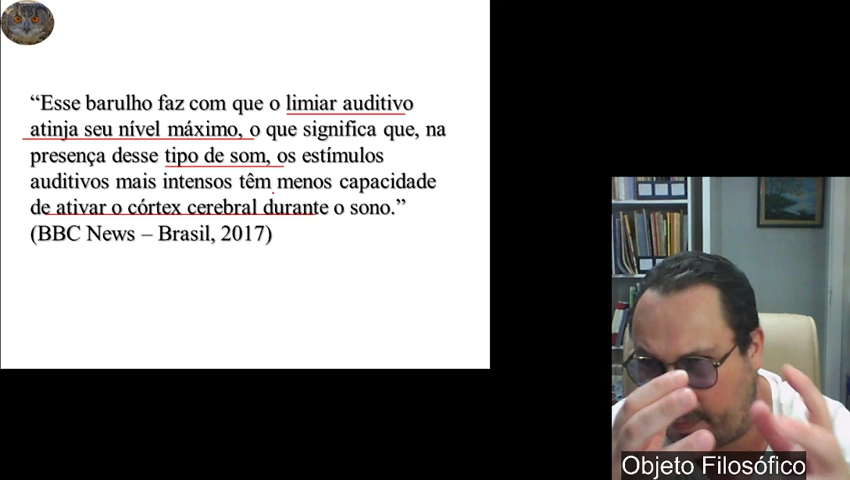 “Esse barulho faz com que o limiar auditivo
atinja seu nível máximo, o que significa que, na
presença desse tipo de som, os estímulos
auditivos mais intensos têm menos capacidade
de ativar o córtex cerebral durante o sono.”
(BBC News – Brasil, 2017)
Objeto Filosófico